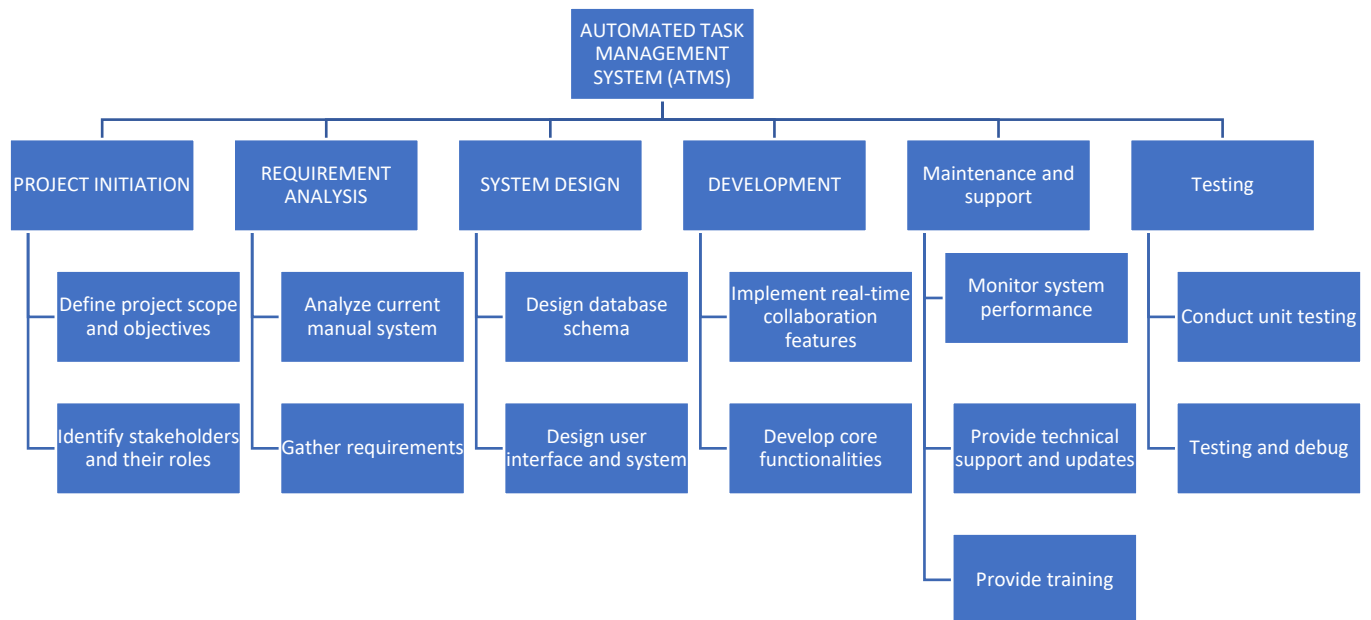 AUTOMATED TASK
MANAGEMENT
SYSTEM (ATMS)
PROJECT INITIATION
REQUIREMENT
ANALYSIS
SYSTEM DESIGN
DEVELOPMENT
Maintenance and
support
Testing
Define project scope
and objectives
Identify stakeholders
and their roles
Analyze current
manual system
Gather requirements
Design database
schema
Design user
interface and system
Implement real-time
collaboration
features
Develop core
functionalities
Monitor system
performance
Provide technical
support and updates
Provide training
Conduct unit testing
Testing and debug